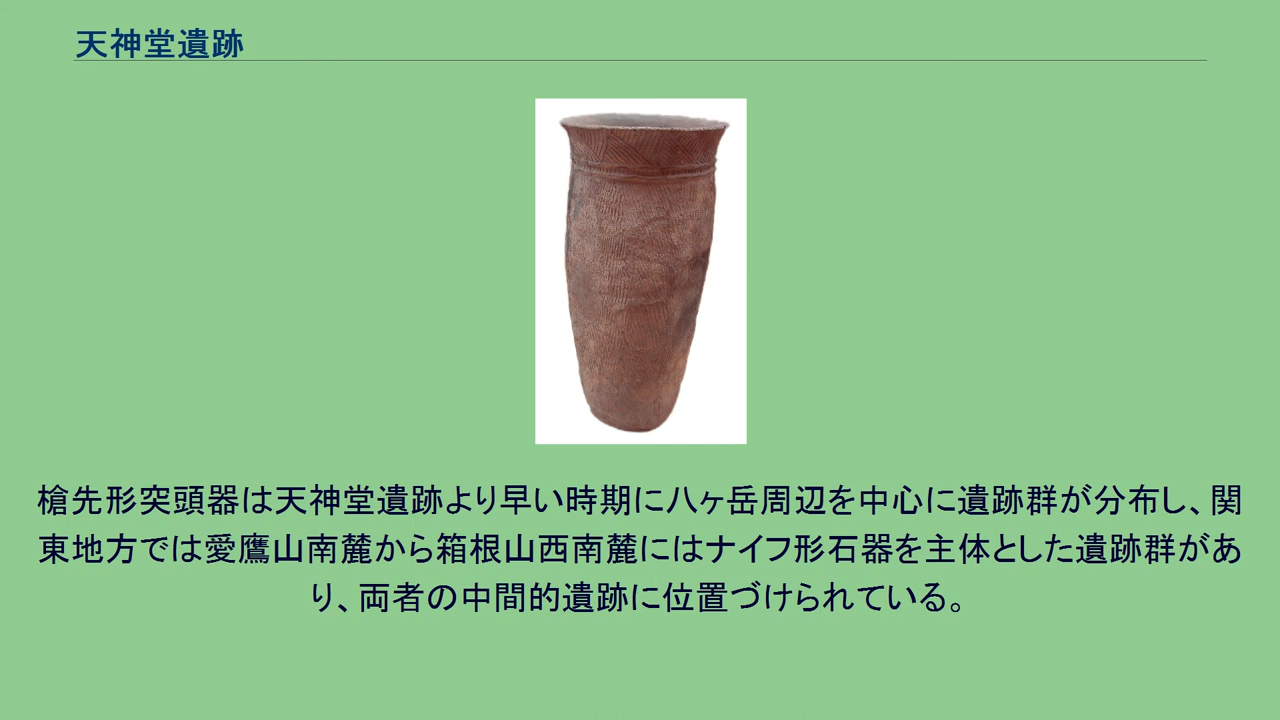 天神堂遺跡
槍先形突頭器は天神堂遺跡より早い時期に八ヶ岳周辺を中心に遺跡群が分布し、関
東地方では愛鷹山南麓から箱根山西南麓にはナイフ形石器を主体とした遺跡群があ
り、両者の中間的遺跡に位置づけられている。